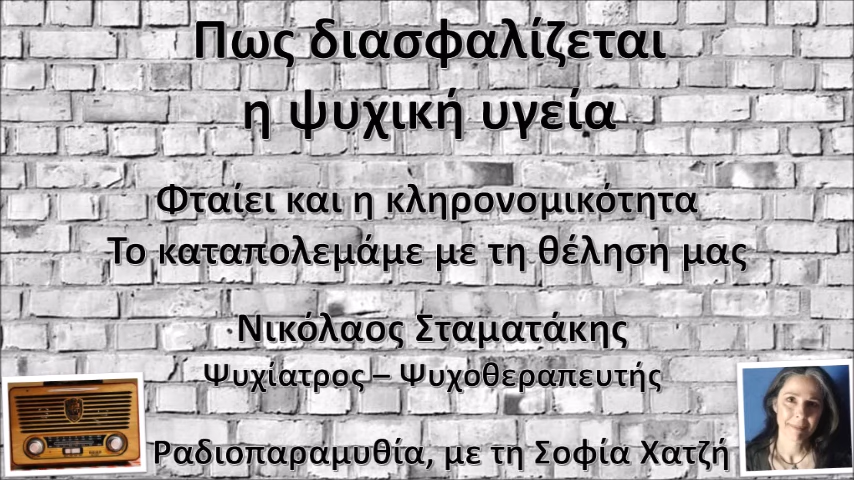 Πως διασφαλίζεται
η ψυχική υγεία
Φταίει και η κληρονομικότητα
Το καταπολεμάμε με τη θέληση μας
Νικόλαος Σταματάκης
Ψυχίατρος – Ψυχοθεραπευτής
Ραδιοπαραμυθία, με τη Σοφία Χατζή